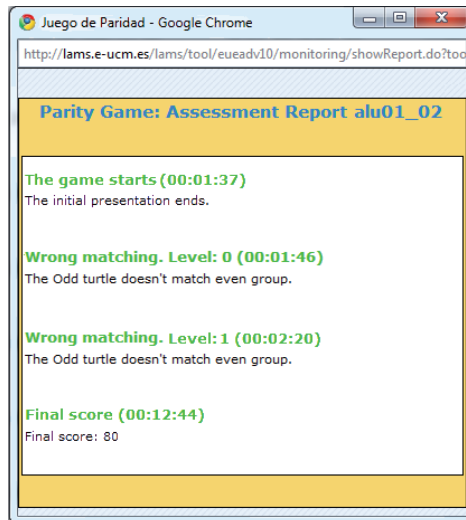 Juego de Paridad - Google Chrome
http://lams.e-ucm.es/lams/tool/eueadv10/monitoring/showReport.do?too
Parity Game: Assessment Report alu01_02
The game starts (00:01:37)
The initial presentation ends.
Wrong matching. Level: 0 (00:01:46)
The Odd turtle doesn't match even group.
Wrong matching. Level: 1 (00:02:20)
The Odd turtle doesn't match even group.
Final score (00:12:44)
Final score: 80